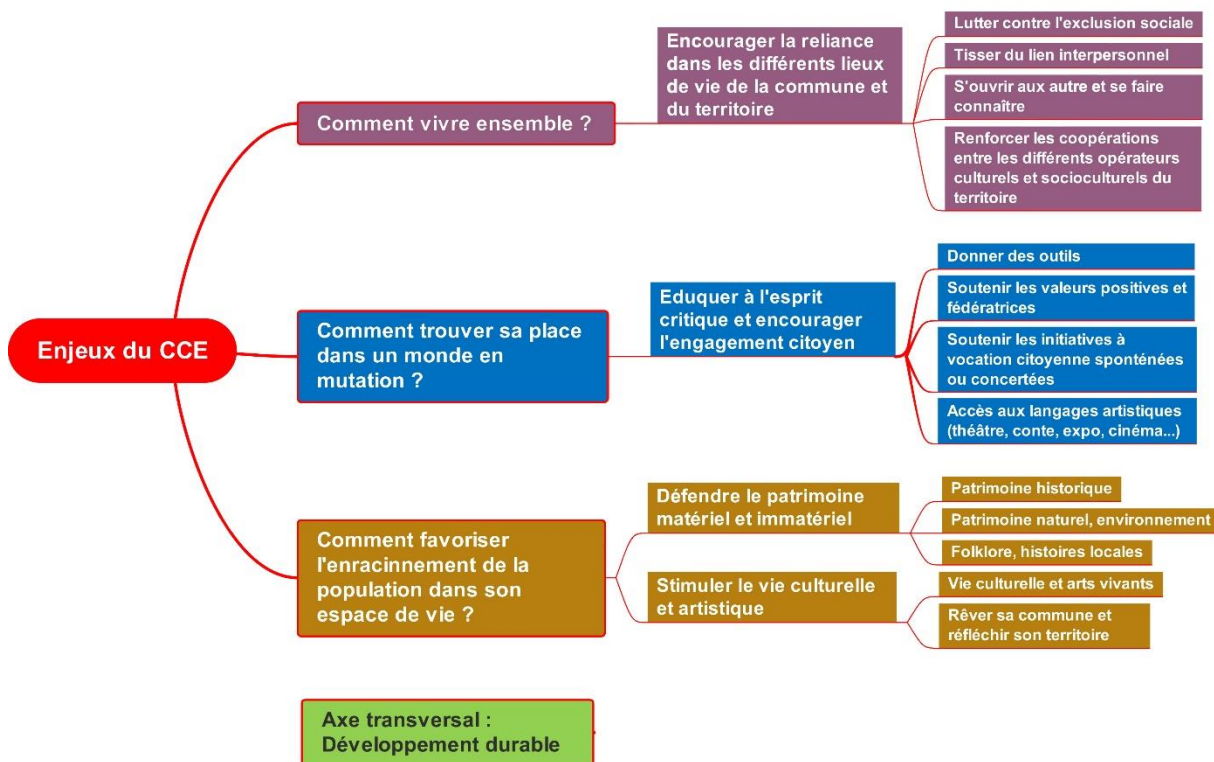 Enjeux du CCE
Comment vivre ensemble ?
Encourager la reliance
dans les différents lieux
de vie de la commune et
du territoire
Lutter contre l'exclusion sociale
Tisser du lien interpersonnel
S'ouvrir aux autre et se faire
connaître
Renforcer les coopérations
entre les différents opérateurs
culturels et socioculturels du
territoire
Comment trouver sa place
dans un monde en
mutation ?
Eduquer à l'esprit
critique et encourager
l'engagement citoyen
Donner des outils
Soutenir les valeurs positives et
fédératrices
Soutenir les initiatives à
vocation citoyenne sponténées
ou concertées
Accès aux langages artistiques
(théâtre, conte, expo, cinéma...)
Comment favoriser
l'enracinnement de la
population dans son
espace de vie ?
Défendre le patrimoine
matériel et immatériel
Patrimoine historique
Patrimoine naturel, environnement
Folklore, histoires locales
Stimuler le vie culturelle
et artistique
Vie culturelle et arts vivants
Rêver sa commune et
réfléchir son territoire
Axe transversal :
Développement durable